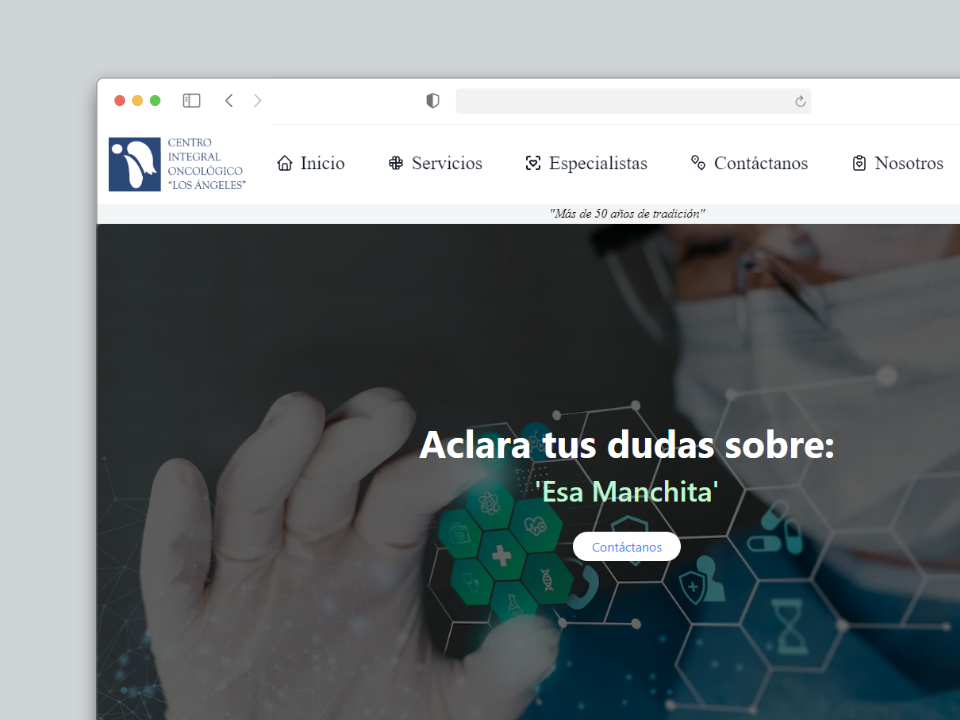 CENTRO
INTEGRAL
ONCOLÓGICO
"LOS ÁNGELES"
Inicio
Servicios
Especialistas
Contáctanos
Nosotros
"Más de 50 años de tradición"
Aclara tus dudas sobre:
'Esa Manchita'
Contáctanos